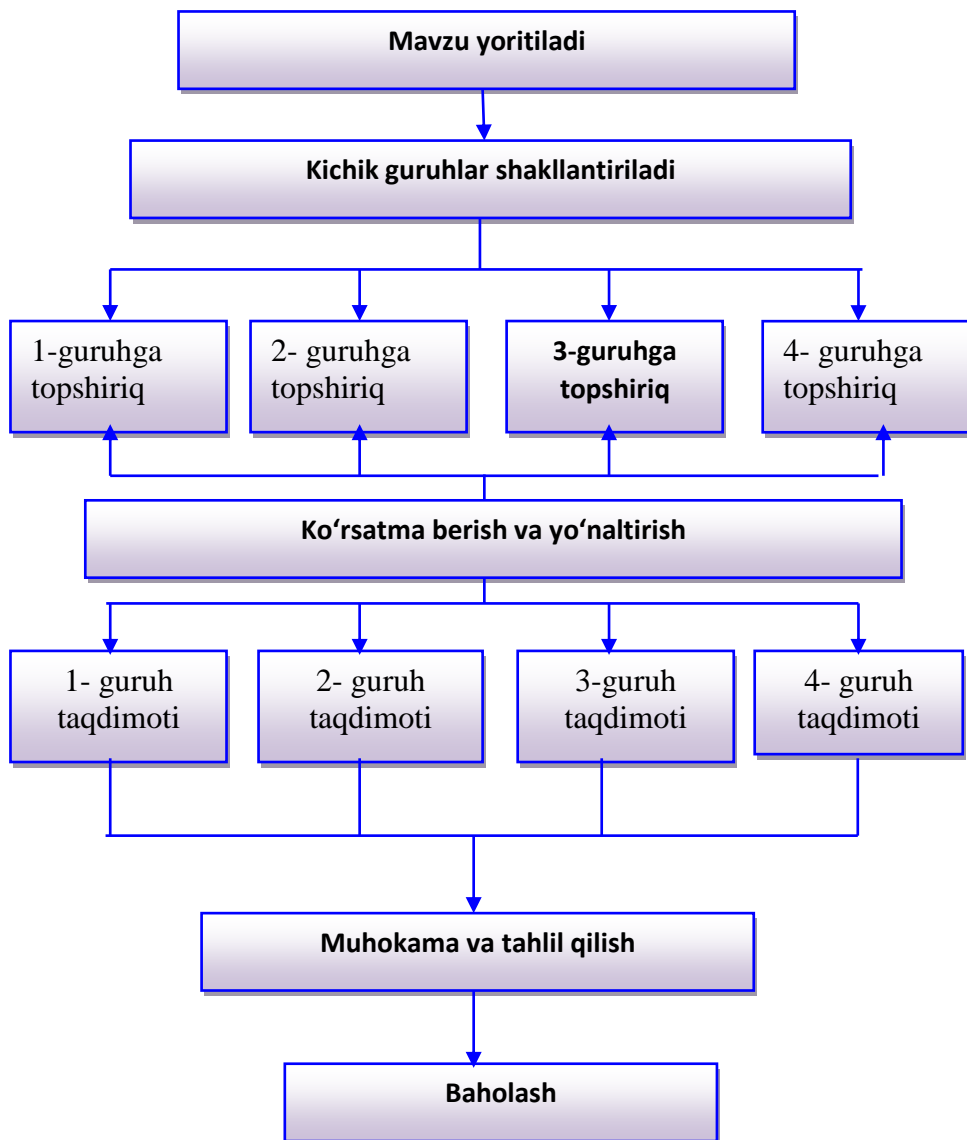 Mavzu yoritiladi
Kichik guruhlar shakllantiriladi
1-guruhga
topshiriq
2- guruhga
topshiriq
3-guruhga
topshiriq
4- guruhga
topshiriq
Ko‘rsatma berish va yo‘naltirish
1- guruh
taqdimoti
2- guruh
taqdimoti
3-guruh
taqdimoti
4- guruh
taqdimoti
Muhokama va tahlil qilish
Baholash